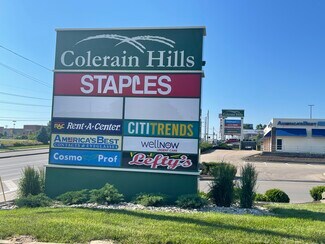 Colerain Hills
STAPLES
Rent-A-Center
CITITRENDS
AMERICA'S BEST
wellnow
Cosmo Prof
Lefty's